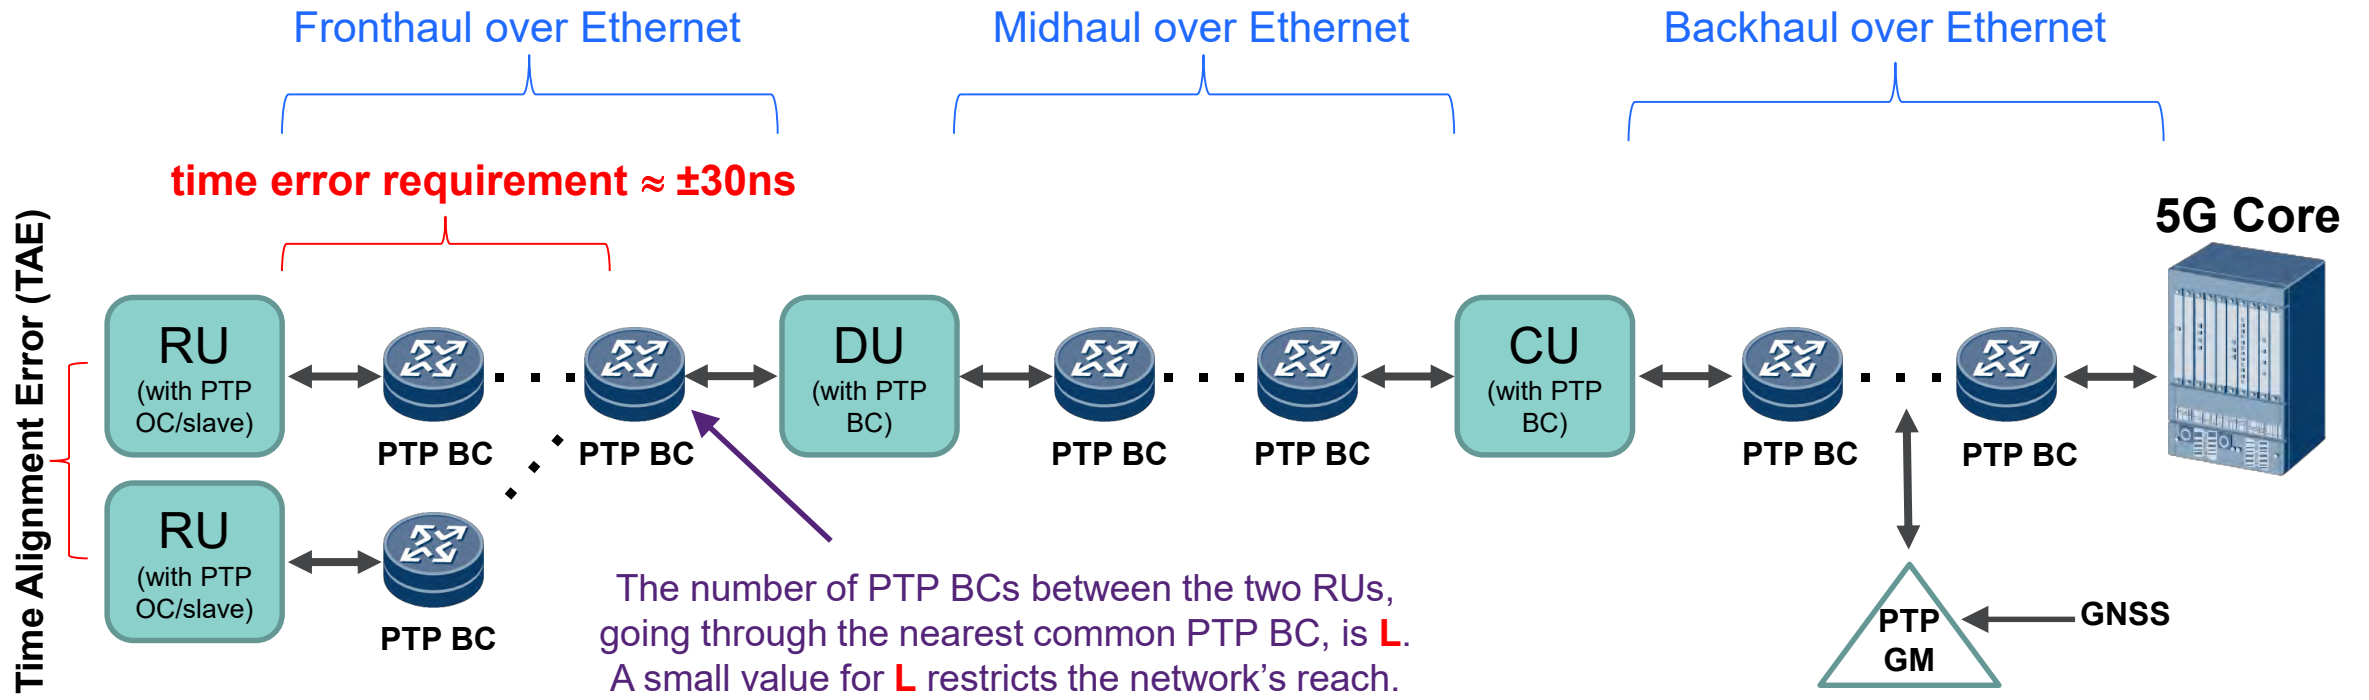 Fronthaul over Ethernet
Midhaul over Ethernet
Backhaul over Ethernet
time error requirement ≈ ±30ns
Time Alignment Error (TAE)
5G Core
RU
(with PTP
OC/slave)
PTP BC
PTP BC
DU
(with PTP
BC)
PTP BC
PTP BC
CU
(with PTP
BC)
PTP BC
PTP BC
RU
(with PTP
OC/slave)
PTP BC
The number of PTP BCs between the two RUs,
going through the nearest common PTP BC, is L.
A small value for L restricts the network’s reach.
PTP
GM
GNSS